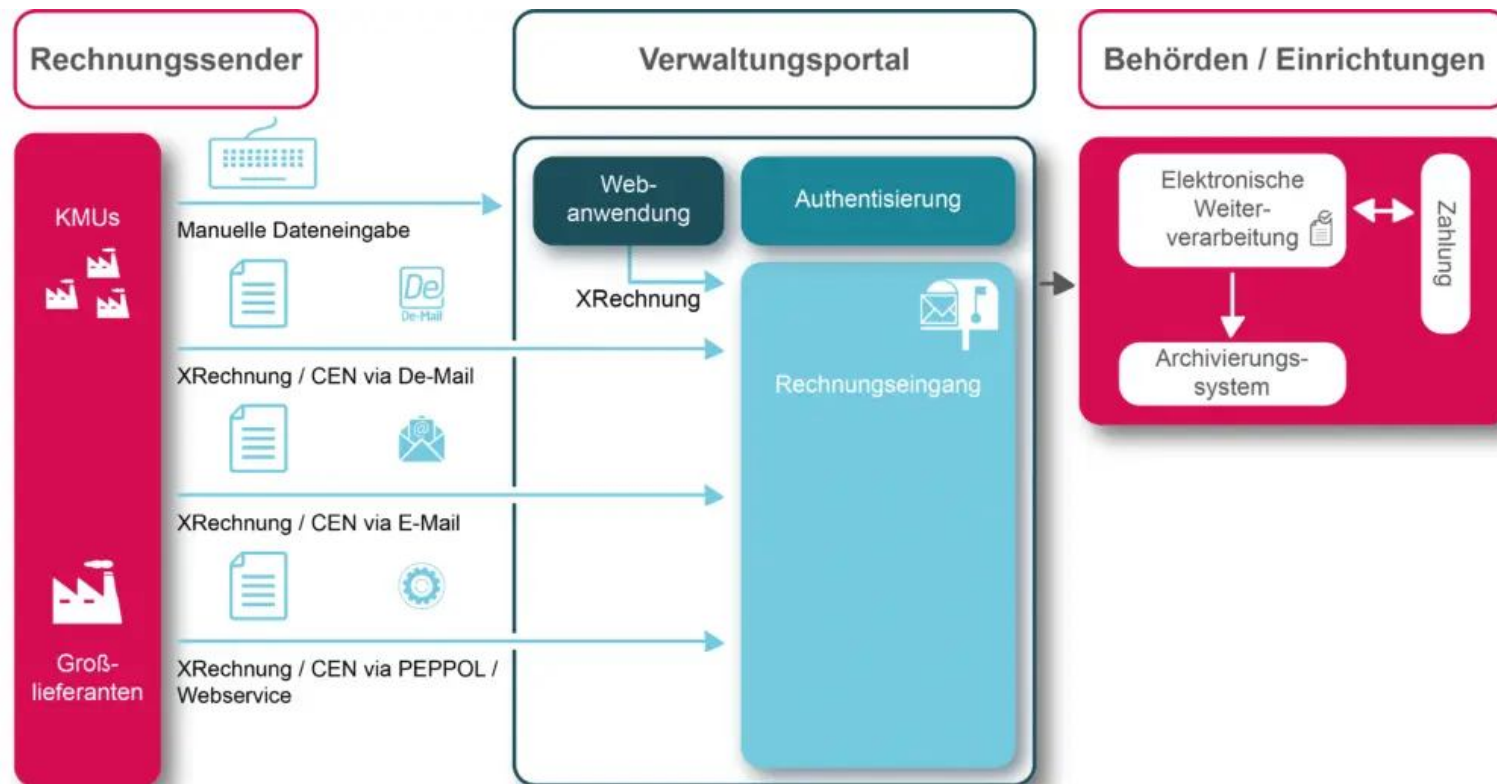 Rechnungssender
Verwaltungsportal
Behörden / Einrichtungen
KMUs
Groß-
lieferanten
Manuelle Dateneingabe
De
De-Mail
XRechnung / CEN via De-Mail
@
XRechnung / CEN via E-Mail
XRechnung / CEN via PEPPOL /
Webservice
Web-
anwendung
XRechnung
Authentisierung
Rechnungseingang
Elektronische
Weiter-
verarbeitung
Zahlung
Archivierungs-
system